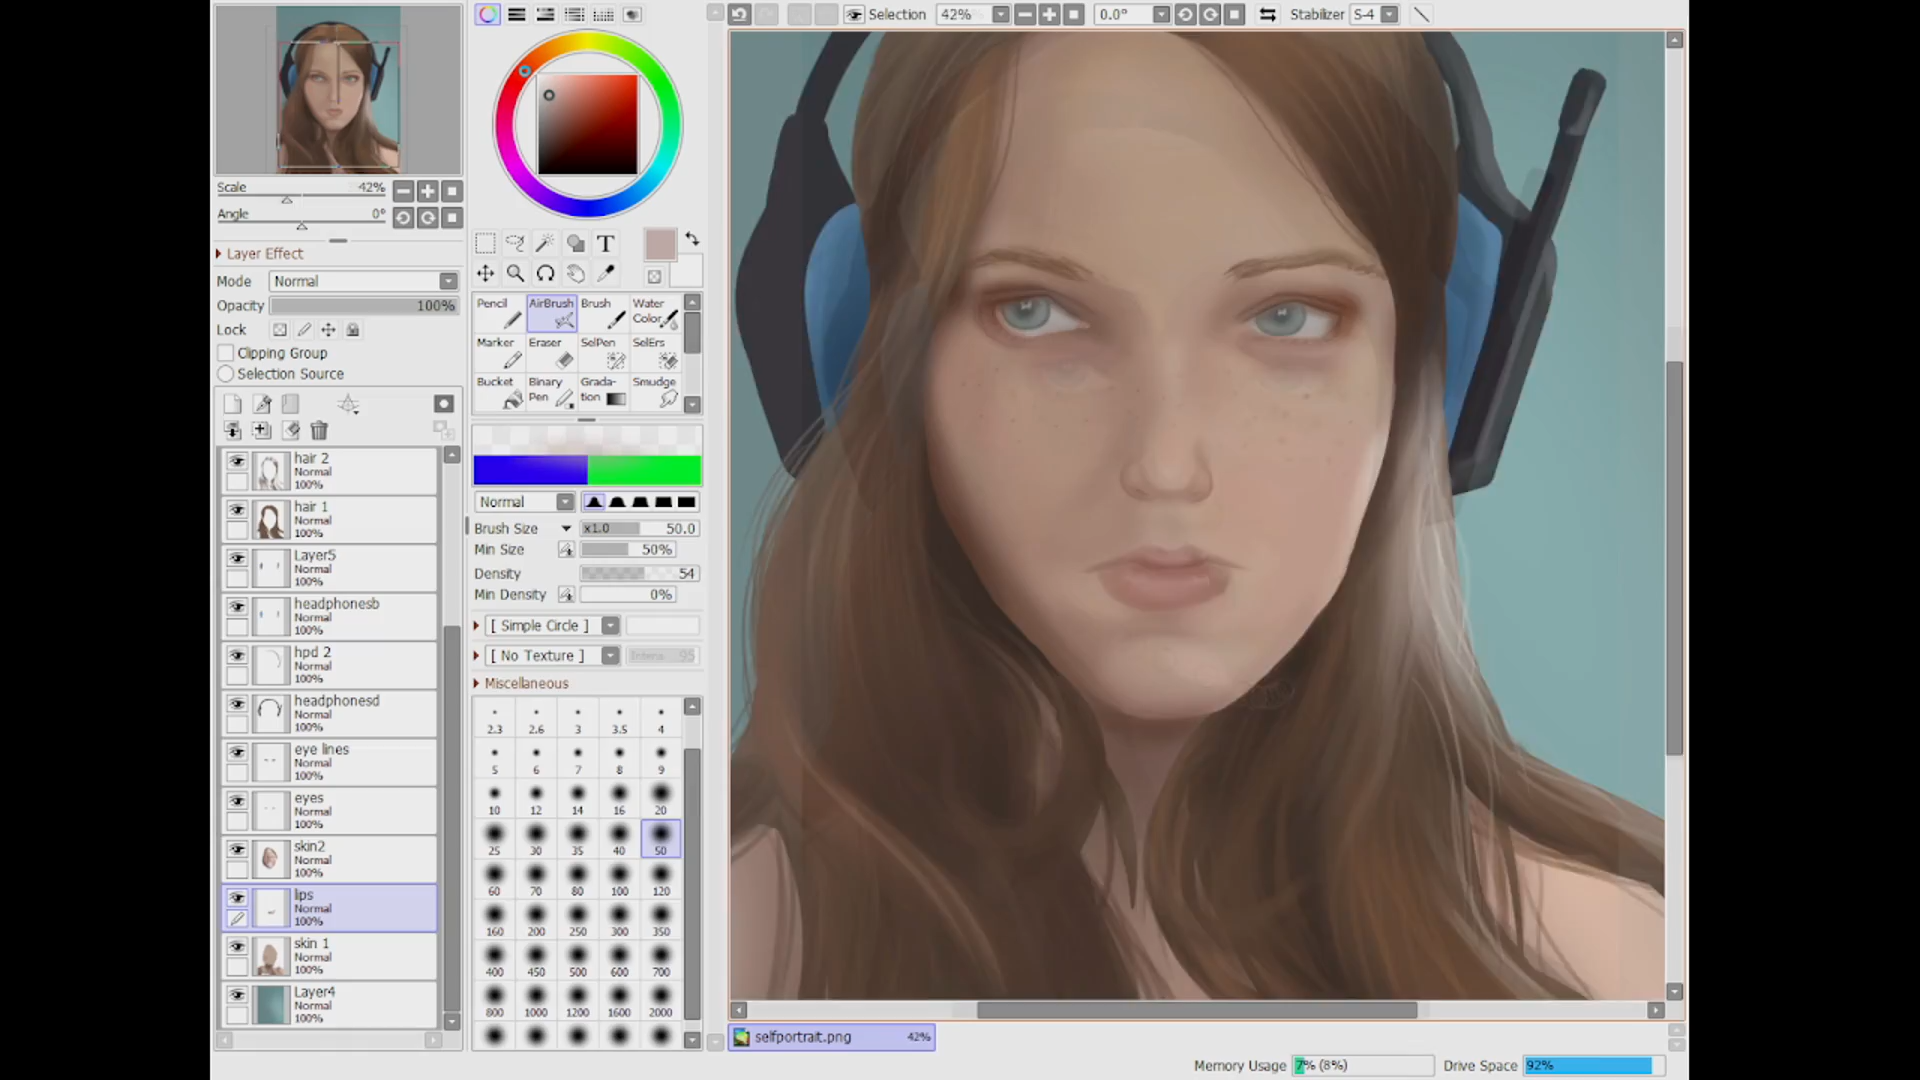 Selection 42% 0.0° Stabilizer S-4
Scale 42%
Angle 0°
Layer Effect
Mode Normal
Opacity 100%
Lock
Clipping Group
Selection Source
hair 2
Normal
100%
hair 1
Normal
100%
Layer5
Normal
100%
headphonesb
Normal
100%
hpd 2
Normal
100%
headphonesd
Normal
100%
eye lines
Normal
100%
eyes
Normal
100%
skin2
Normal
100%
lips
Normal
100%
skin 1
Normal
100%
Layer4
Normal
100%
T
Pencil AirBrush Brush Water
Color
Marker Eraser SelPen SelErs
Bucket Binary
Pen Grada-
tion Smudge
Normal
Brush Size x1.0 50.0
Min Size 50%
Density 54
Min Density 0%
[ Simple Circle ]
[ No Texture ] Intens 95
Miscellaneous
2.3 2.6 3 3.5 4
5 6 7 8 9
10 12 14 16 20
25 30 35 40 50
60 70 80 100 120
160 200 250 300 350
400 450 500 600 700
800 1000 1200 1600 2000
selfportrait.png 42%
Memory Usage 7% (8%) Drive Space 92%